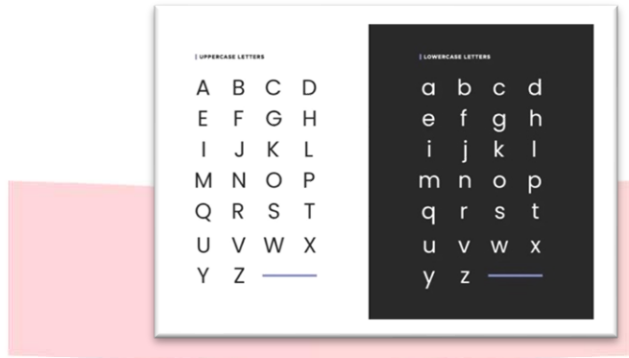 | UPPERCASE LETTERS
A B C D
E F G H
I J K L
M N O P
Q R S T
U V W X
Y Z
| LOWERCASE LETTERS
a b c d
e f g h
i j k l
m n o p
q r s t
u v w x
y z